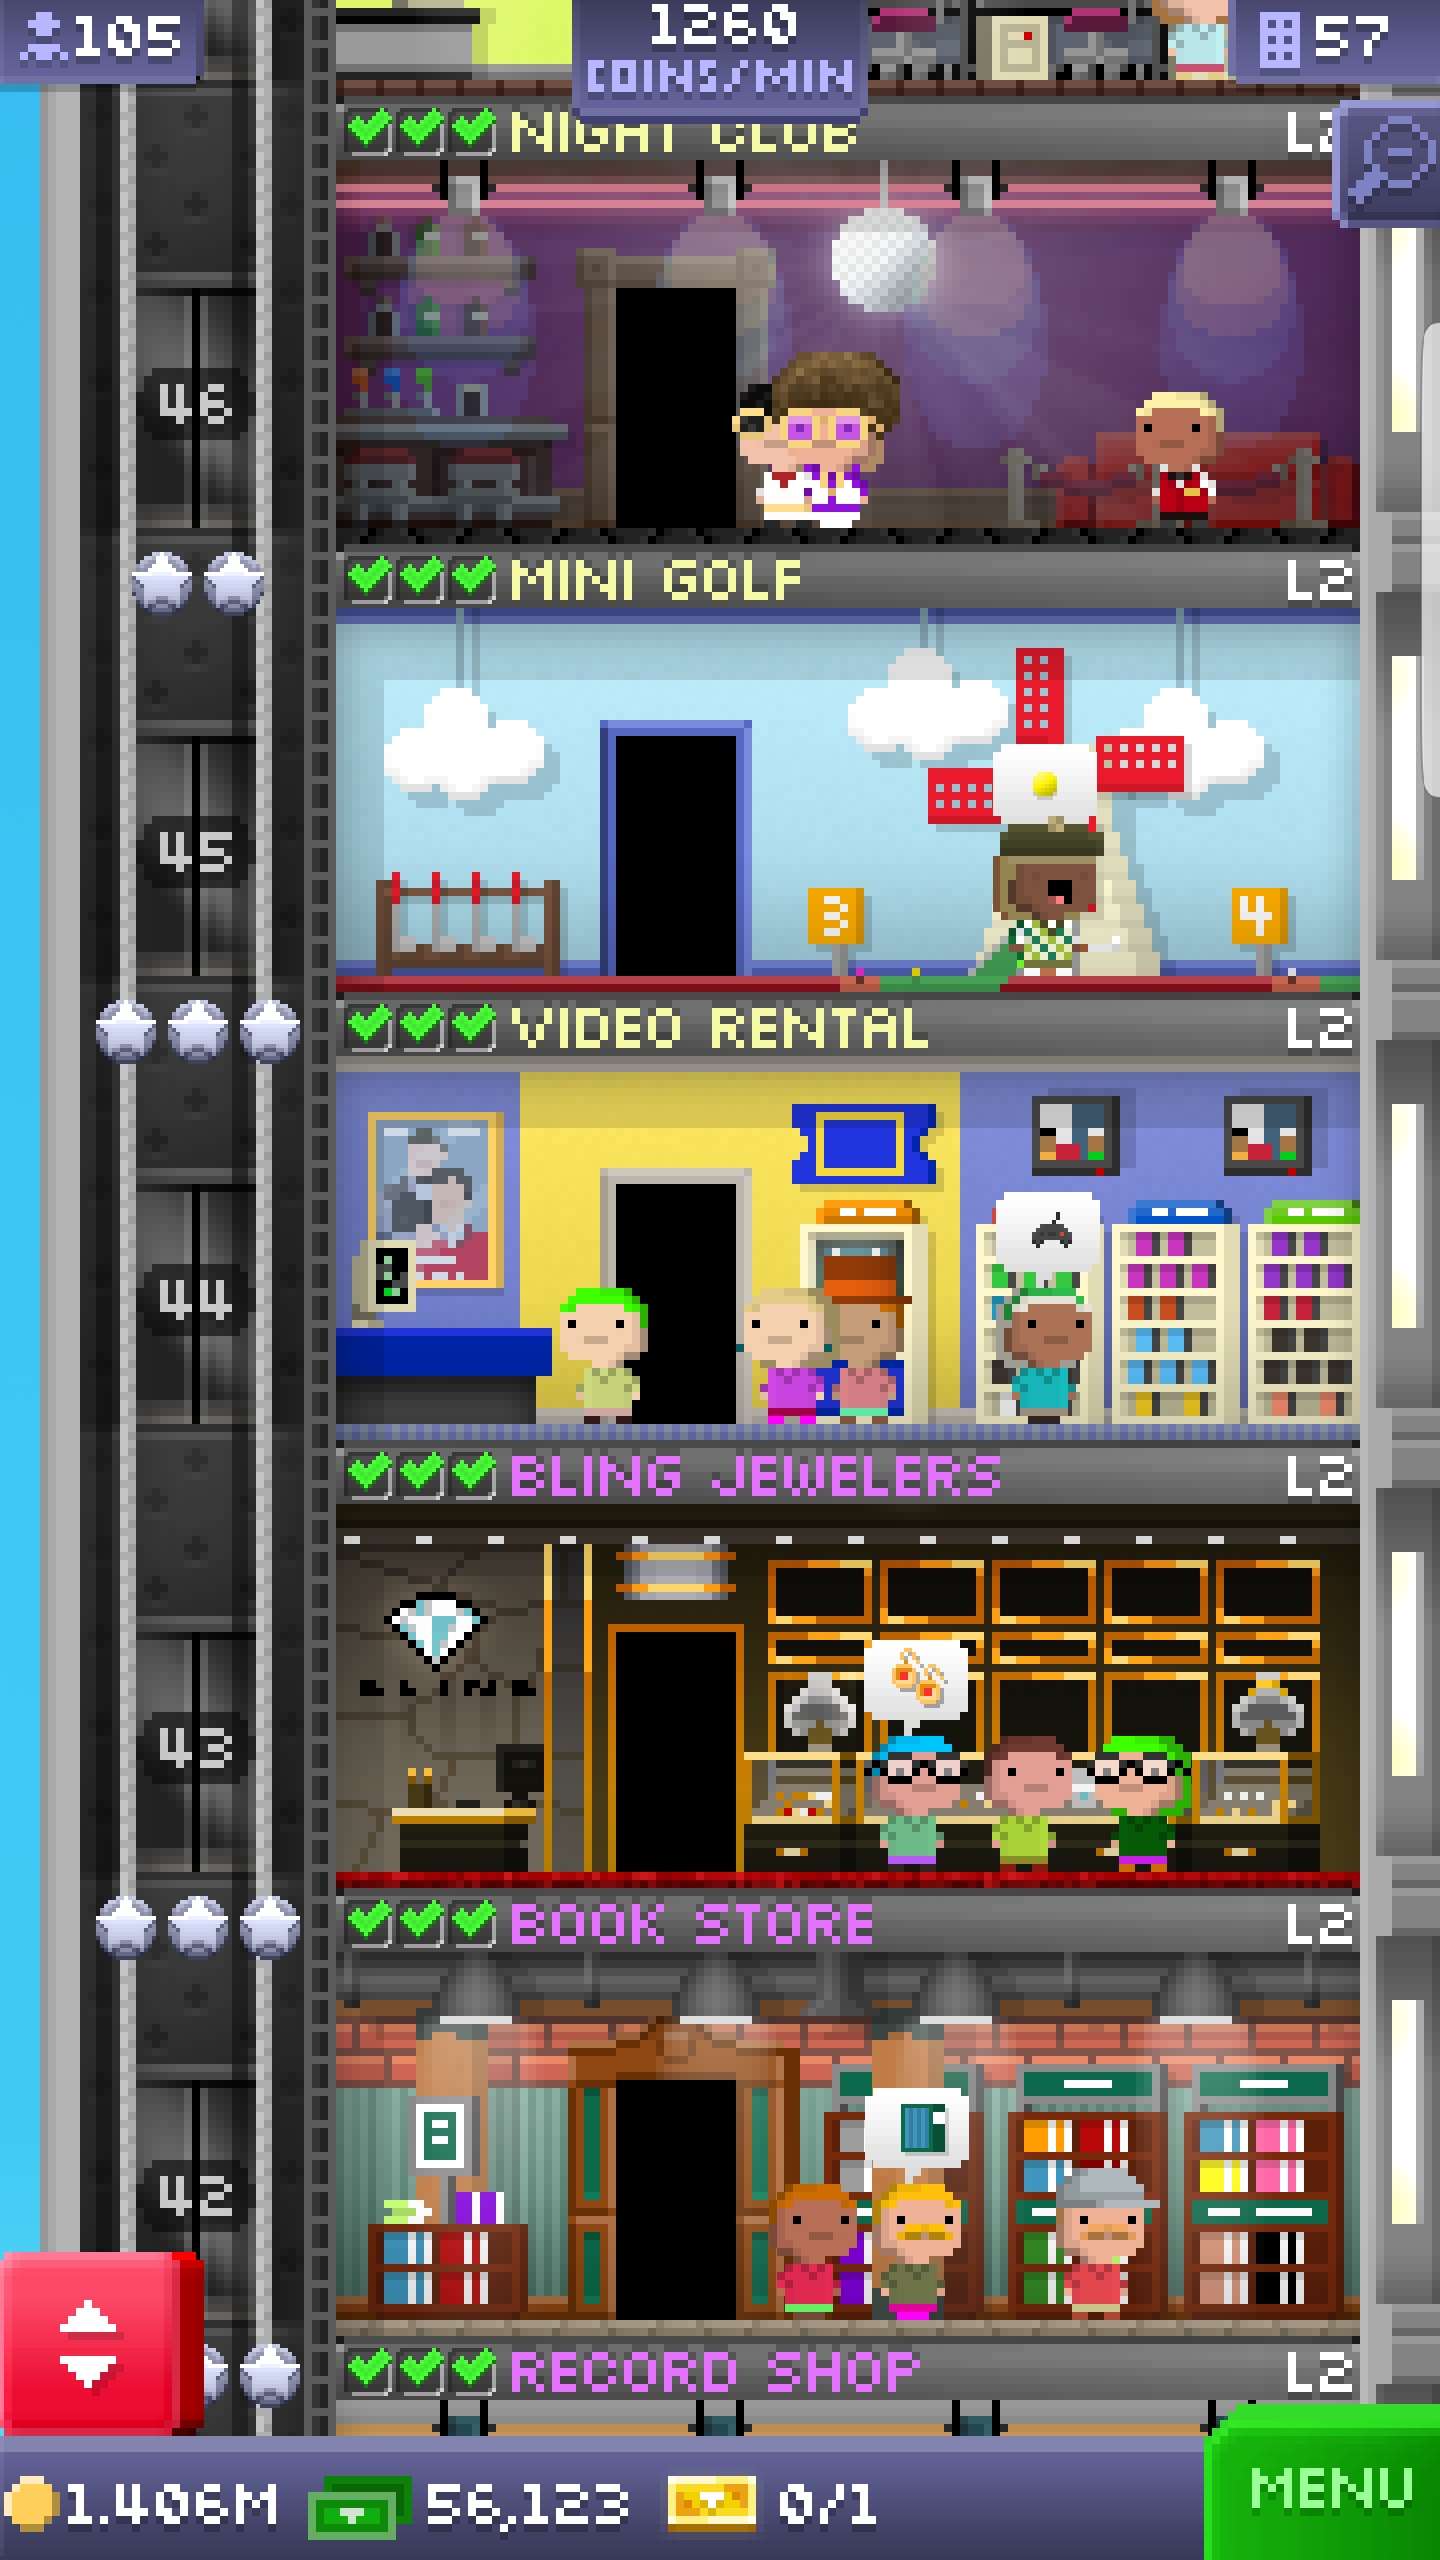 105
1260
COINS/MIN
57
NIGHT CLUB
46
MINI GOLF L2
45
3
4
VIDEO RENTAL L2
44
BLING JEWELERS L2
BLING
43
BOOK STORE L2
42
RECORD SHOP L2
1.406M 56,123 0/1
MENU